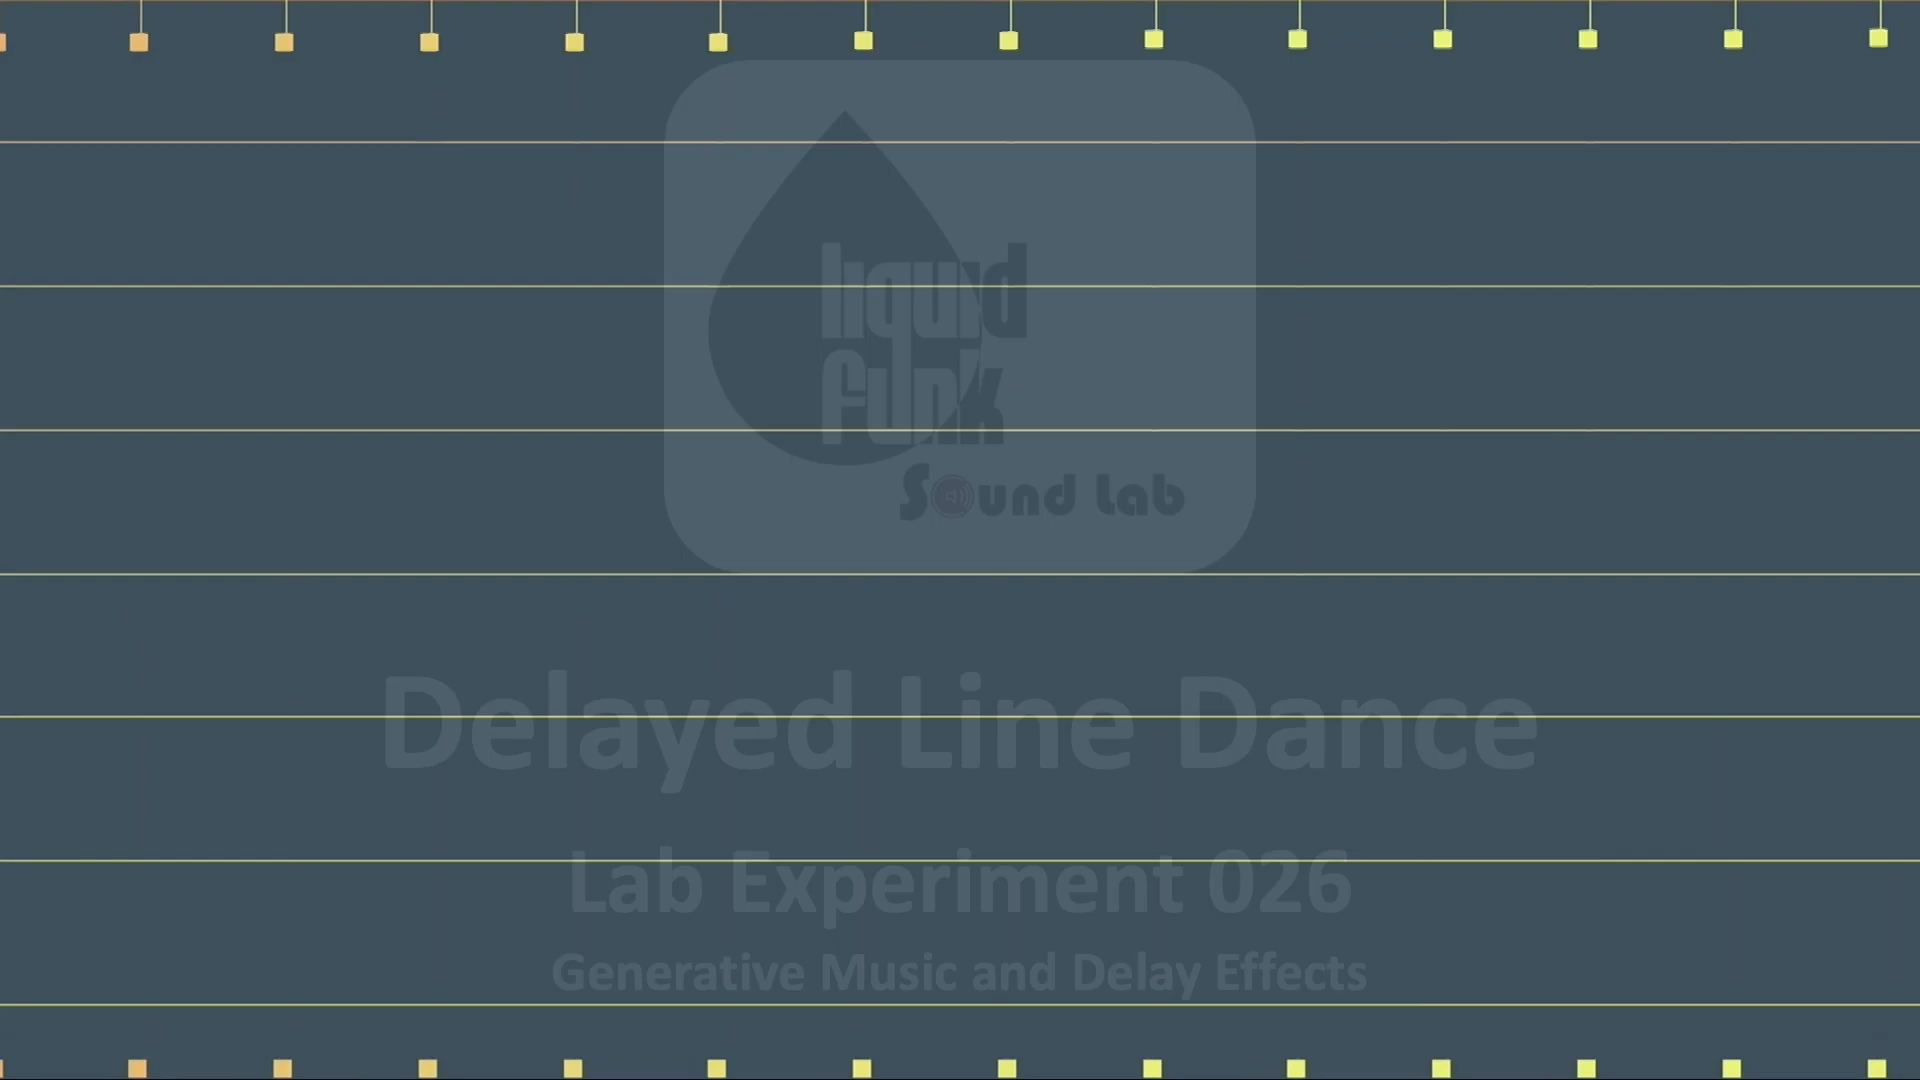 liquid
funk
Sound Lab
Delayed Line Dance
Lab Experiment 026
Generative Music and Delay Effects